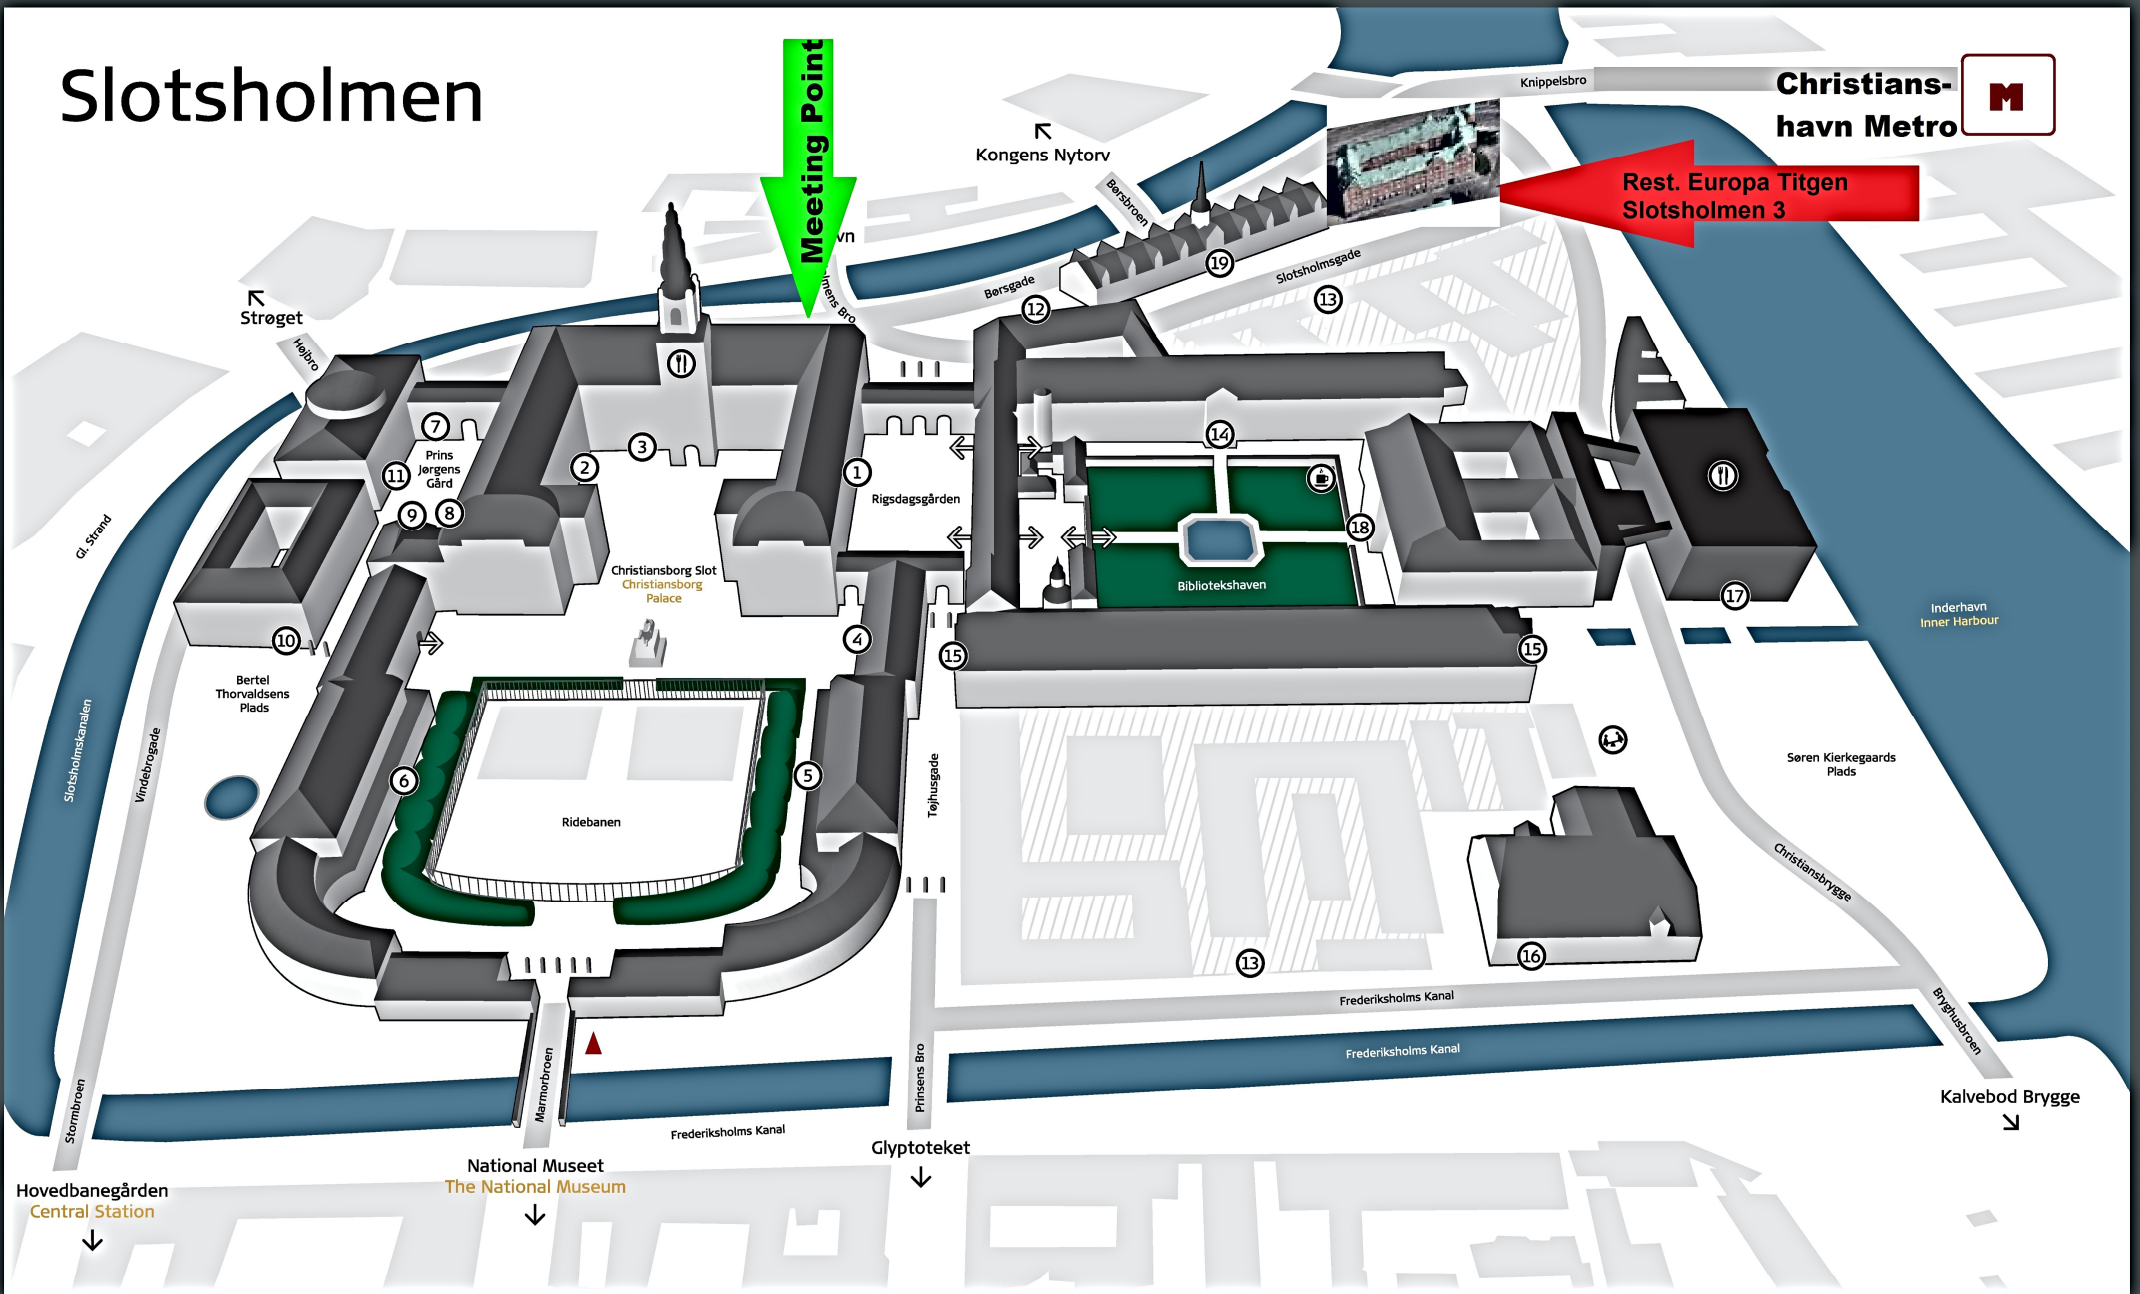 Slotsholmen
Meeting Point
Knippelsbro
Christians-
havn Metro
M
Kongens Nytorv
Børsbroen
Rest. Europa Titgen
Slotsholmen 3
vn
lmens Bro
Børsgade
19
Slotsholmsgade
13
12
Strøget
Højbro
7
Prins
Jørgens
Gård
11
9
8
2
3
1
Rigsdagsgården
14
18
Gl. Strand
Christiansborg Slot
Christiansborg
Palace
Bibliotekshaven
17
Inderhavn
Inner Harbour
10
4
15
15
Bertel
Thorvaldsens
Plads
Slotsholmskanalen
Vindebrogade
6
5
Ridebanen
Tøjhusgade
Søren Kierkegaards
Plads
Christiansbrygge
13
16
Frederiksholms Kanal
Bryghusbroen
Frederiksholms Kanal
Stormbroen
Marmorbroen
Prinsens Bro
Frederiksholms Kanal
Kalvebod Brygge
Glyptoteket
National Museet
The National Museum
Hovedbanegården
Central Station